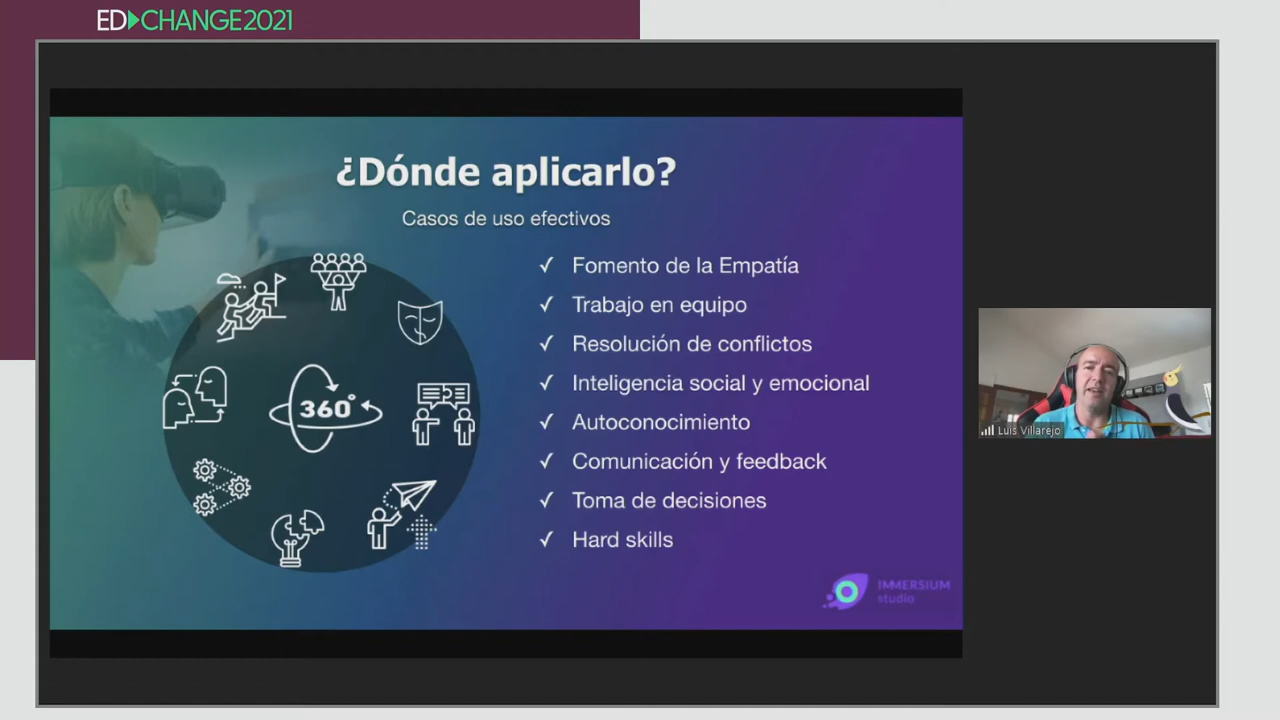 ED▶CHANGE2021
¿Dónde aplicarlo?
Casos de uso efectivos
✓ Fomento de la Empatía
✓ Trabajo en equipo
✓ Resolución de conflictos
✓ Inteligencia social y emocional
✓ Autoconocimiento
✓ Comunicación y feedback
✓ Toma de decisiones
✓ Hard skills
360°
IMMERSIUM
studio
Luis Villarejo